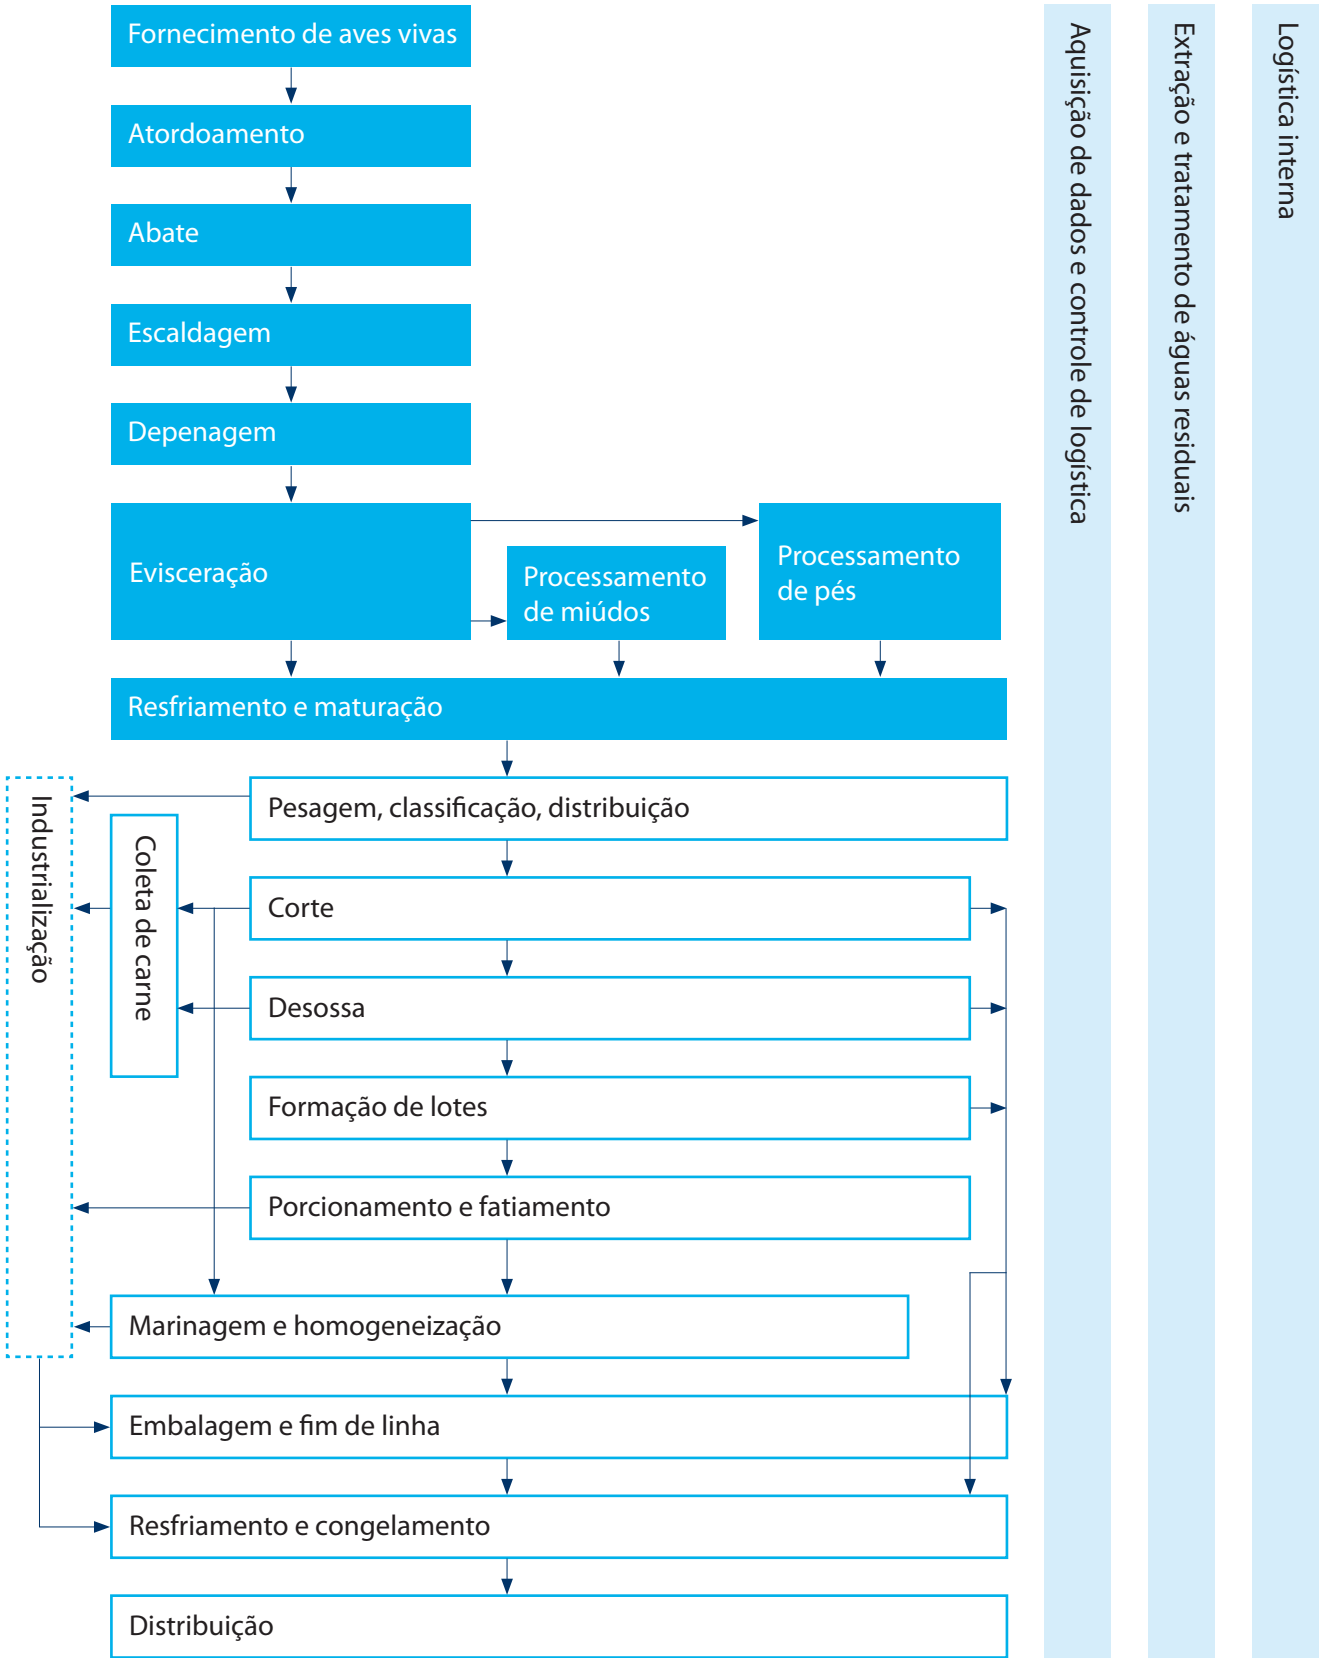 Fornecimento de aves vivas
Atordoamento
Abate
Escaldagem
Depenagem
Evisceração
Processamento
de miúdos
Processamento
de pés
Resfriamento e maturação
Pesagem, classificação, distribuição
Corte
Desossa
Formação de lotes
Porcionamento e fatiamento
Industrialização
Coleta de carne
Marinagem e homogeneização
Embalagem e fim de linha
Resfriamento e congelamento
Distribuição
Aquisição de dados e controle de logística
Extração e tratamento de águas residuais
Logística interna